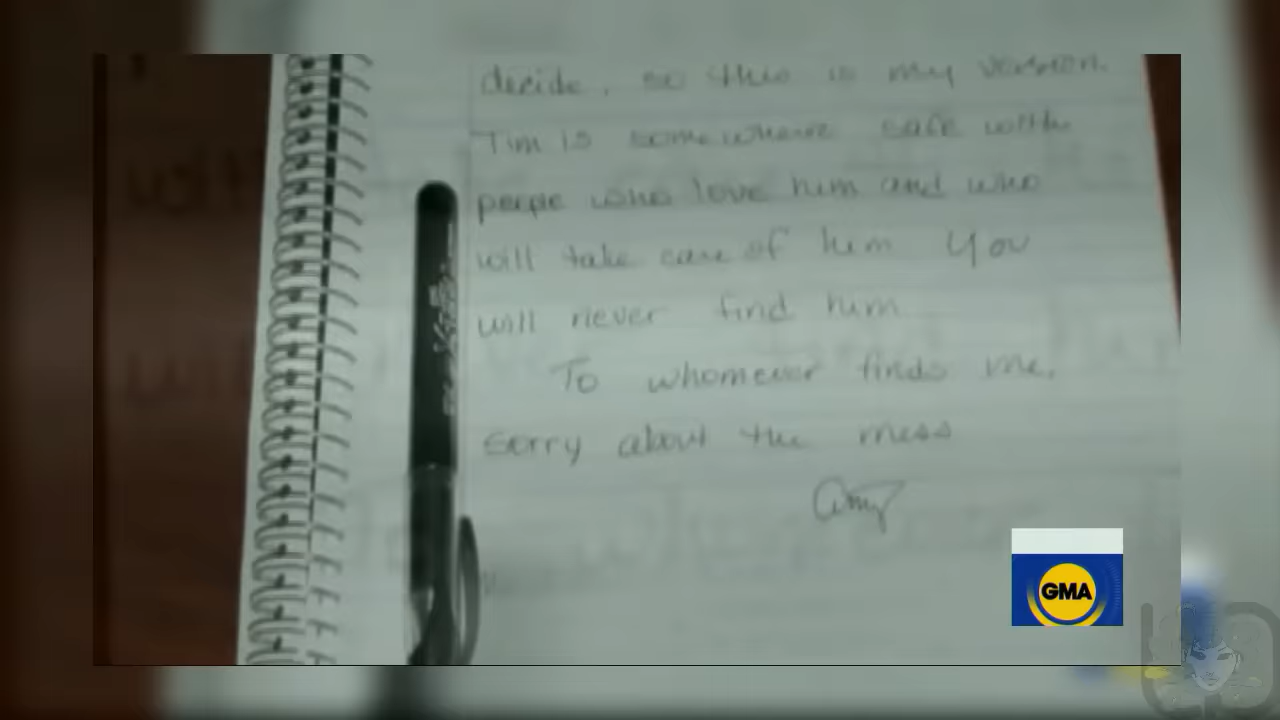 decide, so this is my version.
Tim is somewhere safe with
people who love him and who
will take care of him You
will never find him
To whomever finds me,
sorry about the mess
Amy
GMA